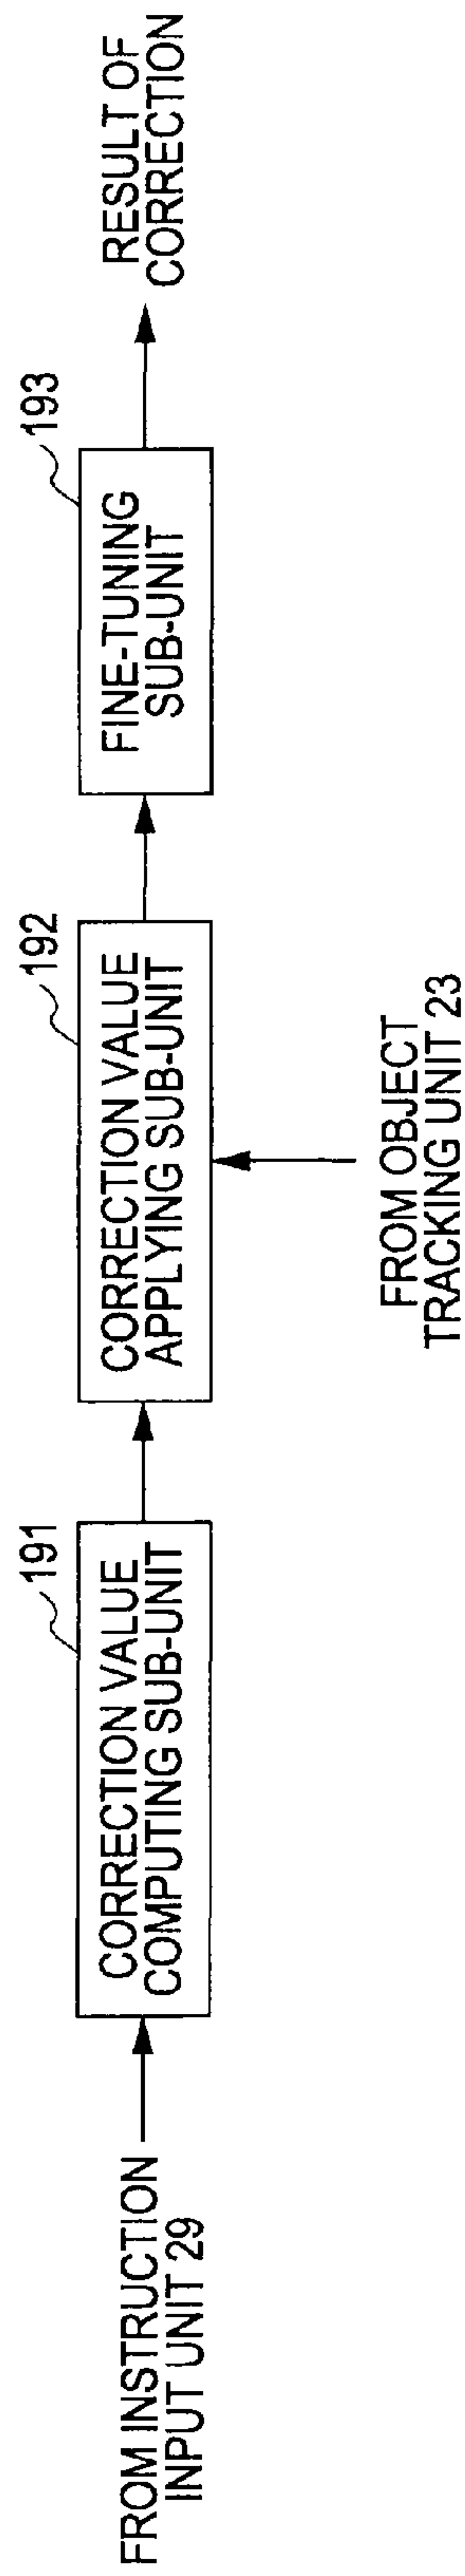 FROM INSTRUCTION
INPUT UNIT 29
191
CORRECTION VALUE
COMPUTING SUB-UNIT
192
CORRECTION VALUE
APPLYING SUB-UNIT
FROM OBJECT
TRACKING UNIT 23
193
FINE-TUNING
SUB-UNIT
RESULT OF
CORRECTION